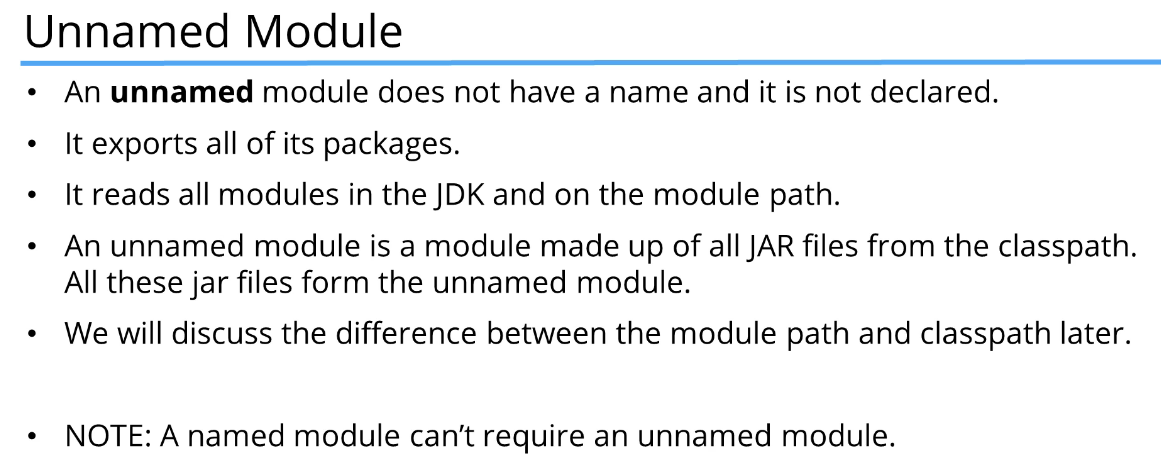 Unnamed Module
• An unnamed module does not have a name and it is not declared.
• It exports all of its packages.
• It reads all modules in the JDK and on the module path.
• An unnamed module is a module made up of all JAR files from the classpath.
All these jar files form the unnamed module.
• We will discuss the difference between the module path and classpath later.
• NOTE: A named module can’t require an unnamed module.